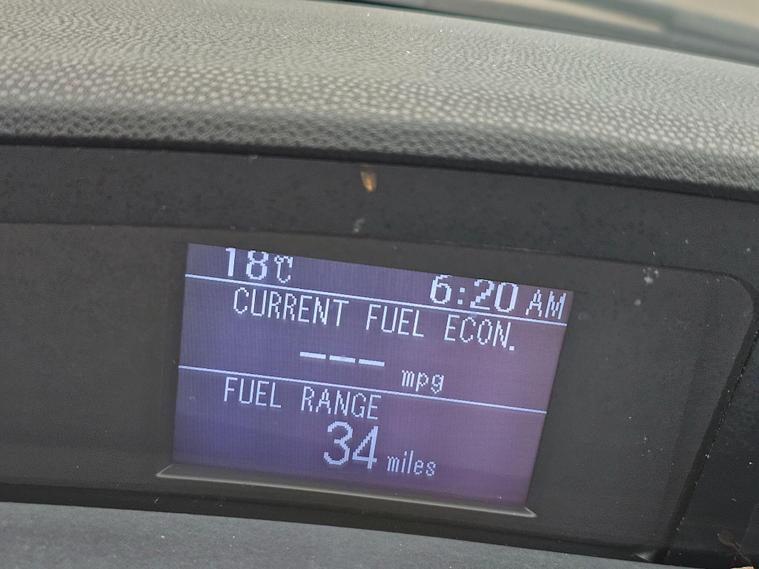 18℃ 6:20 AM
CURRENT FUEL ECON.
--- mpg
FUEL RANGE
34 miles